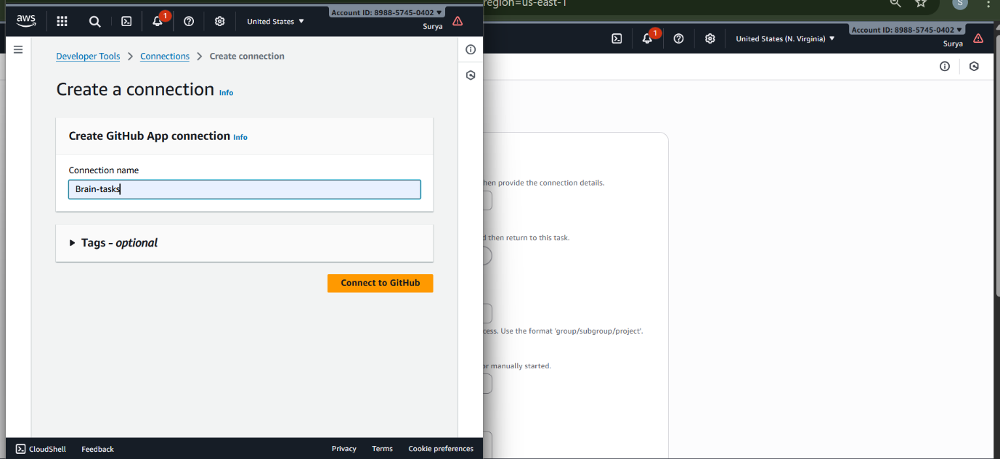 region=us-east-1
aws
1
United States ▼
Account ID: 8988-5745-0402 ▼
Surya
S
1
United States (N. Virginia) ▼
Account ID: 8988-5745-0402 ▼
Surya
Developer Tools > Connections > Create connection
Create a connection Info
Create GitHub App connection Info
Connection name
Brain-tasks
Tags - optional
Connect to GitHub
then provide the connection details.
then return to this task.
Use the format 'group/subgroup/project'.
or manually started.
CloudShell Feedback Privacy Terms Cookie preferences